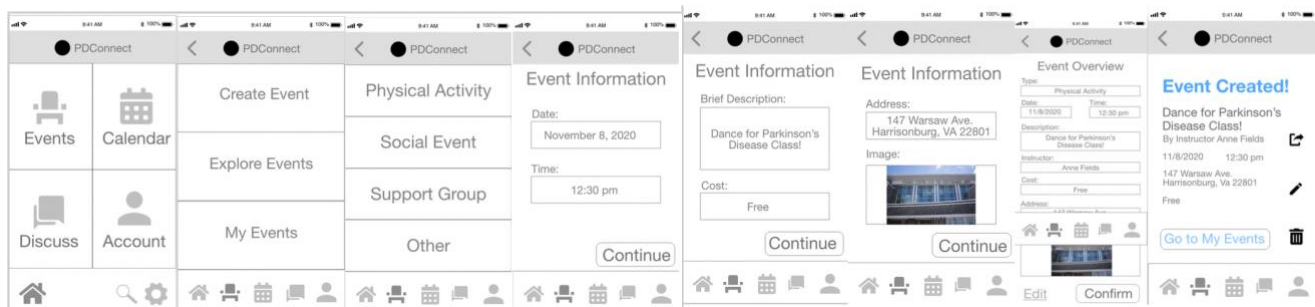 9:41 AM 100%
PDConnect
Events Calendar
Discuss Account
9:41 AM 100%
PDConnect
Create Event
Explore Events
My Events
9:41 AM 100%
PDConnect
Physical Activity
Social Event
Support Group
Other
9:41 AM 100%
PDConnect
Event Information
Date:
November 8, 2020
Time:
12:30 pm
Continue
9:41 AM 100%
PDConnect
Event Information
Brief Description:
Dance for Parkinson's
Disease Class!
Cost:
Free
Continue
9:41 AM 100%
PDConnect
Event Information
Address:
147 Warsaw Ave.
Harrisonburg, VA 22801
Image:
Continue
9:41 AM 100%
PDConnect
Event Overview
Type:
Physical Activity
Date: Time:
11/8/2020 12:30 pm
Description:
Dance for Parkinson's
Disease Class!
Instructor:
Anne Fields
Cost:
Free
Address:
147 Warsaw Ave.
Edit Confirm
9:41 AM 100%
PDConnect
Event Created!
Dance for Parkinson's
Disease Class!
By Instructor Anne Fields
11/8/2020 12:30 pm
147 Warsaw Ave.
Harrisonburg, VA 22801
Free
Go to My Events